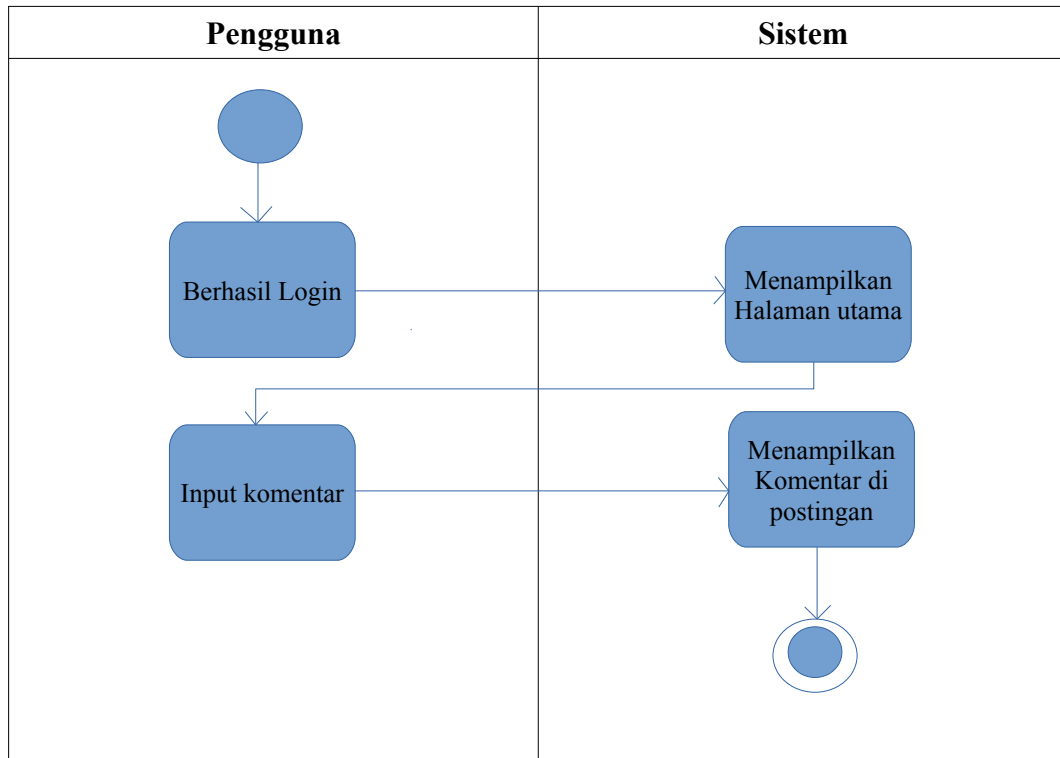 Pengguna
Sistem
Berhasil Login
Menampilkan
Halaman utama
Input komentar
Menampilkan
Komentar di
postingan